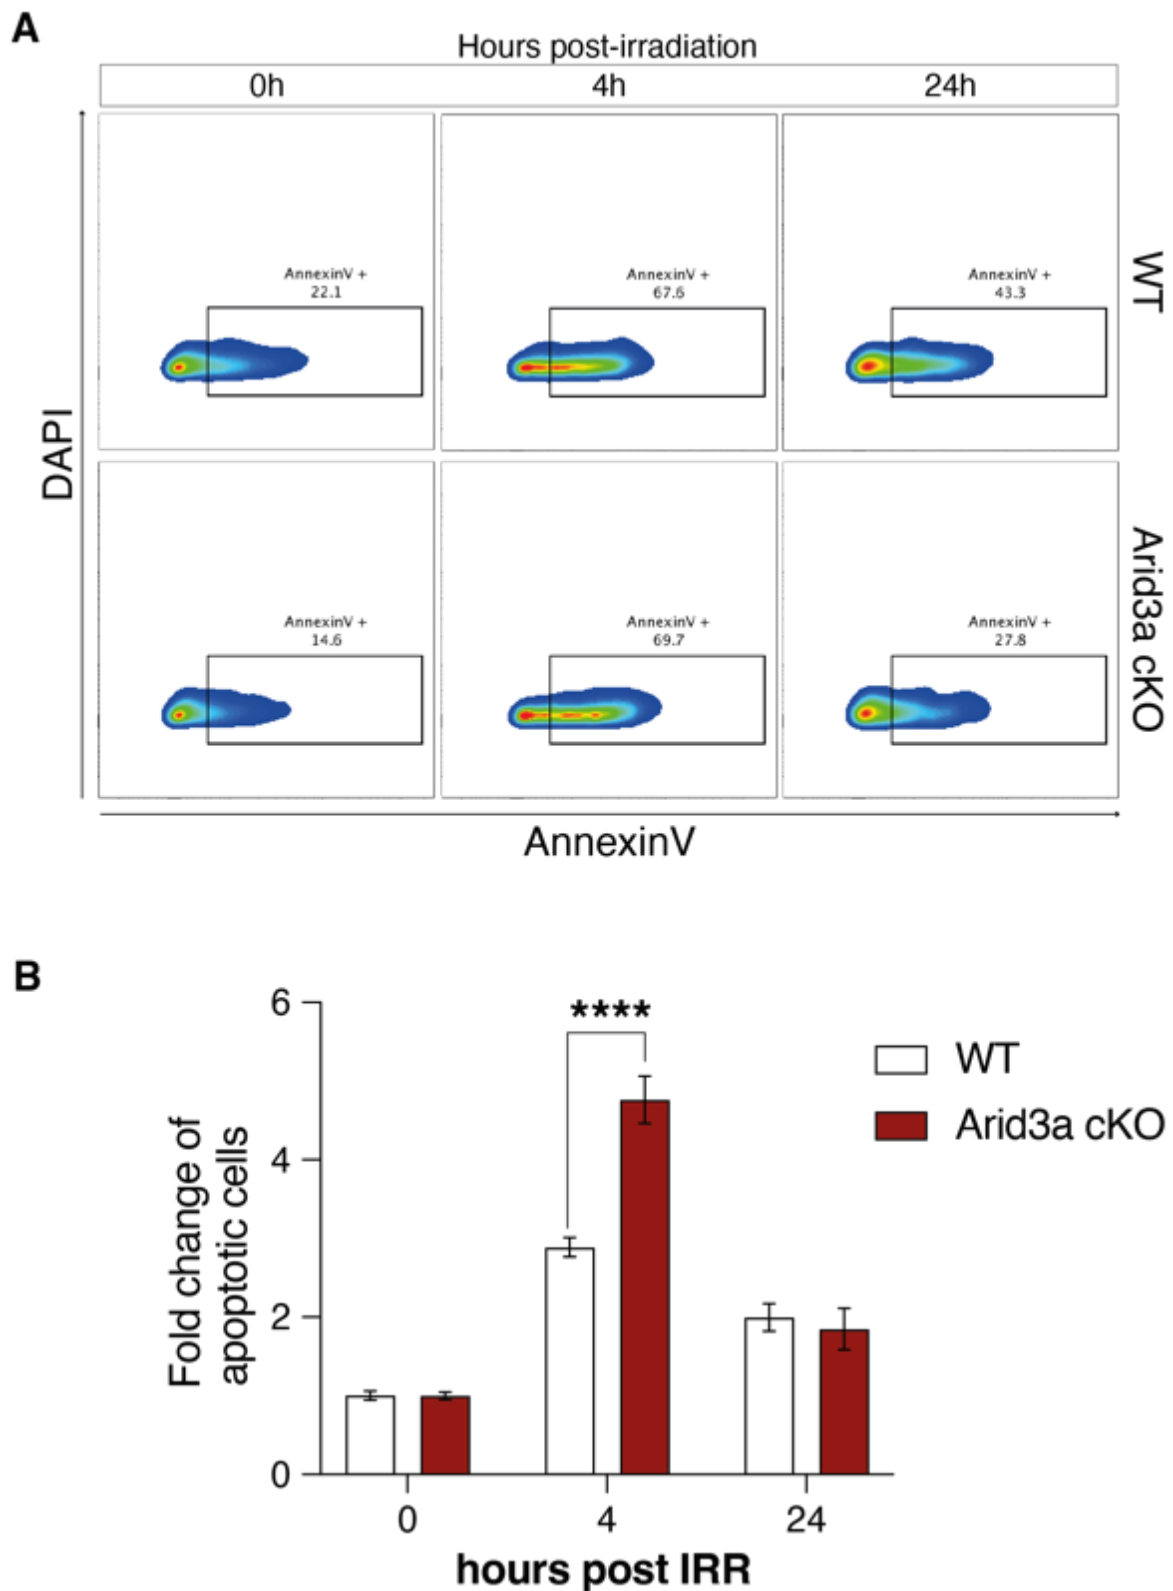 A
Hours post-irradiation
0h 4h 24h
AnnexinV +
22.1
AnnexinV +
67.6
AnnexinV +
43.3
WT
DAPI
AnnexinV +
14.6
AnnexinV +
69.7
AnnexinV +
27.8
Arid3a cKO
AnnexinV
B
Fold change of
apoptotic cells
6
4
2
0
****
WT
Arid3a cKO
0 4 24
hours post IRR